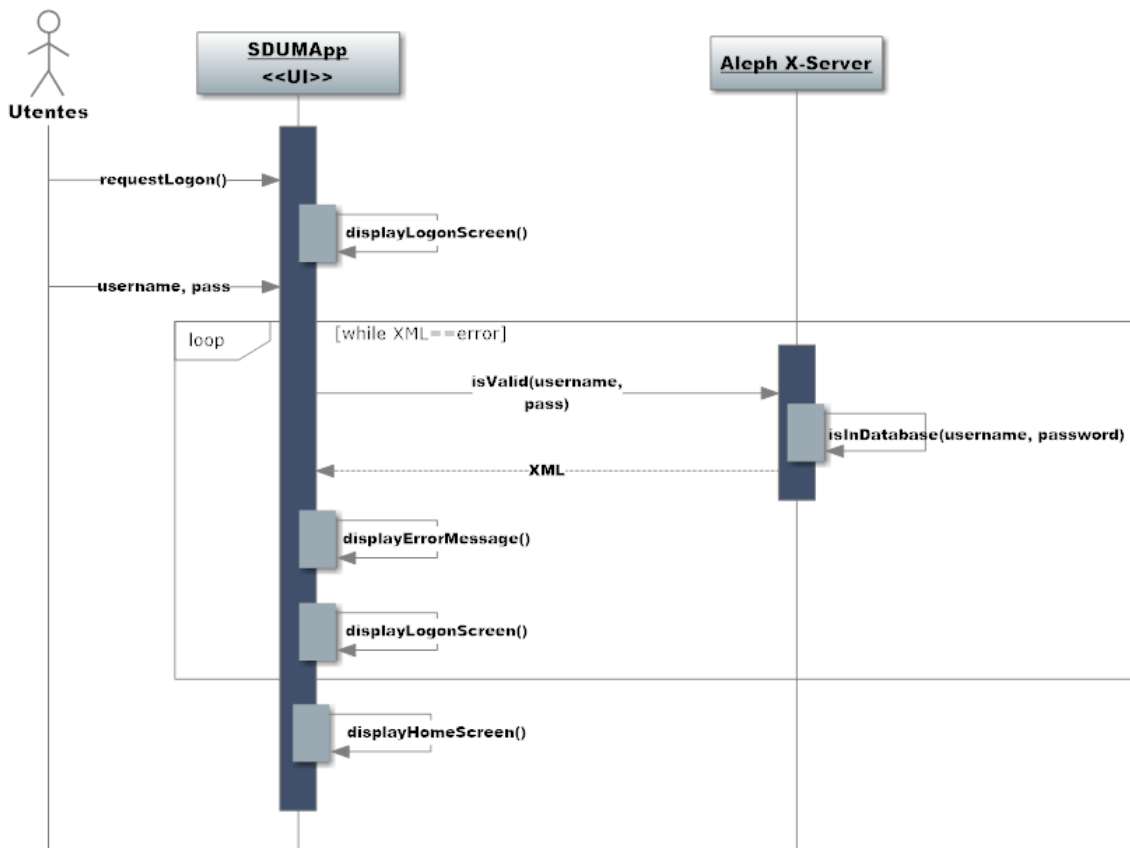 SDUMApp
<<UI>>
Aleph X-Server
Utentes
requestLogon()
displayLogonScreen()
username, pass
loop
[while XML==error]
isValid(username,
pass)
isInDatabase(username, password)
XML
displayErrorMessage()
displayLogonScreen()
displayHomeScreen()